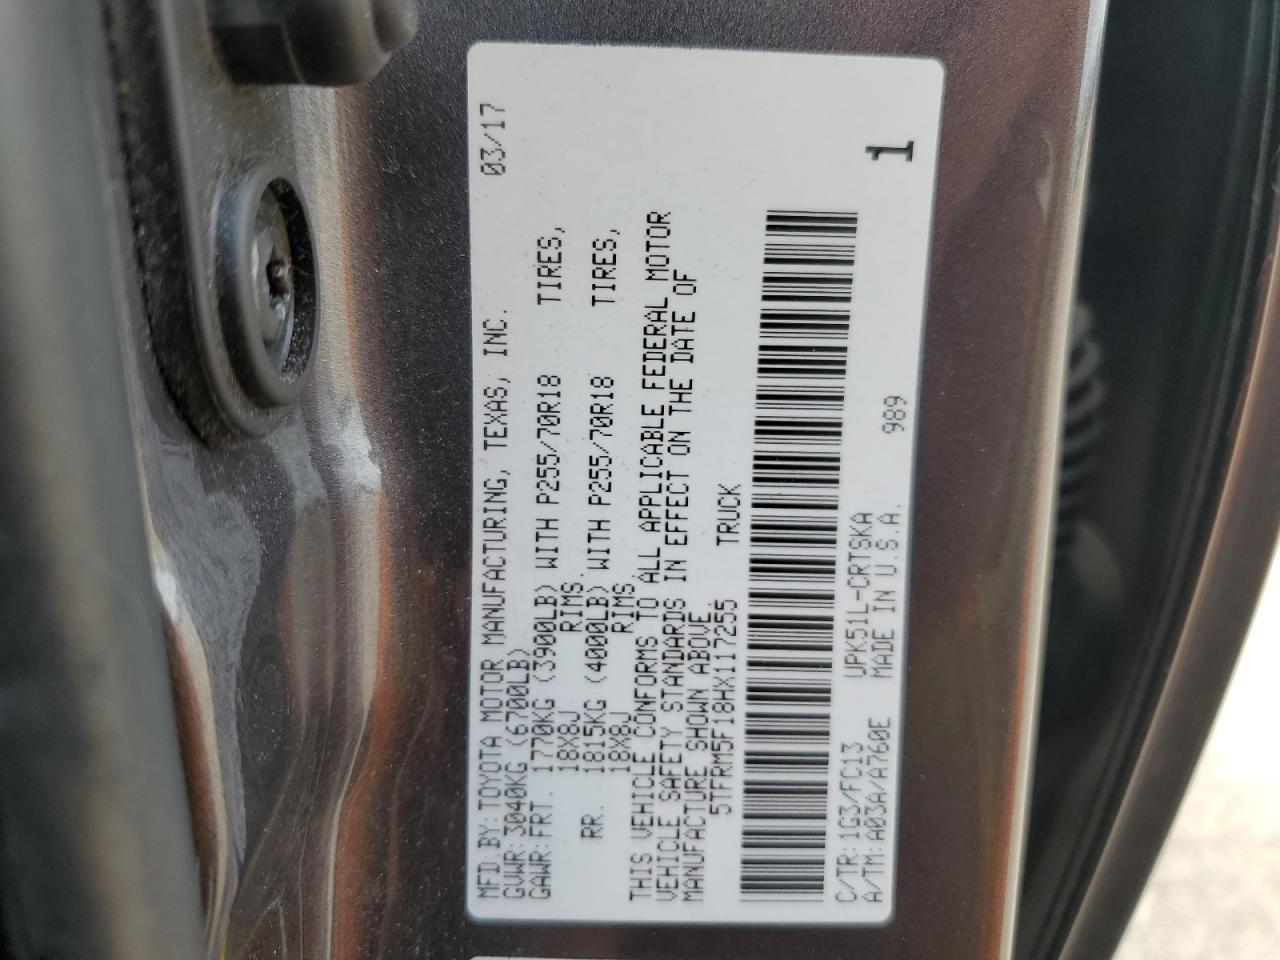 MFD.BY:TOYOTA MOTOR MANUFACTURING, TEXAS, INC. 03/17
GVWR:3040KG (6700LB)
GAWR:FRT. 1770KG (3900LB) WITH P255/70R18 TIRES,
18X8J RIMS.
RR. 1815KG (4000LB) WITH P255/70R18 TIRES,
18X8J RIMS
THIS VEHICLE CONFORMS TO ALL APPLICABLE FEDERAL MOTOR
VEHICLE SAFETY STANDARDS IN EFFECT ON THE DATE OF
MANUFACTURE SHOWN ABOVE.
5TFRM5F18HX117255 TRUCK
C/TR:1G3/FC13 UPK51L-CRTSKA 989 1
A/TM:A03A/A760E MADE IN U.S.A.